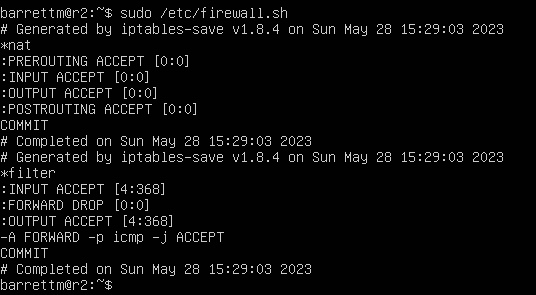 barrettm@r2:~$ sudo /etc/firewall.sh
# Generated by iptables-save v1.8.4 on Sun May 28 15:29:03 2023
*nat
:PREROUTING ACCEPT [0:0]
:INPUT ACCEPT [0:0]
:OUTPUT ACCEPT [0:0]
:POSTROUTING ACCEPT [0:0]
COMMIT
# Completed on Sun May 28 15:29:03 2023
# Generated by iptables-save v1.8.4 on Sun May 28 15:29:03 2023
*filter
:INPUT ACCEPT [4:368]
:FORWARD DROP [0:0]
:OUTPUT ACCEPT [4:368]
-A FORWARD -p icmp -j ACCEPT
COMMIT
# Completed on Sun May 28 15:29:03 2023
barrettm@r2:~$